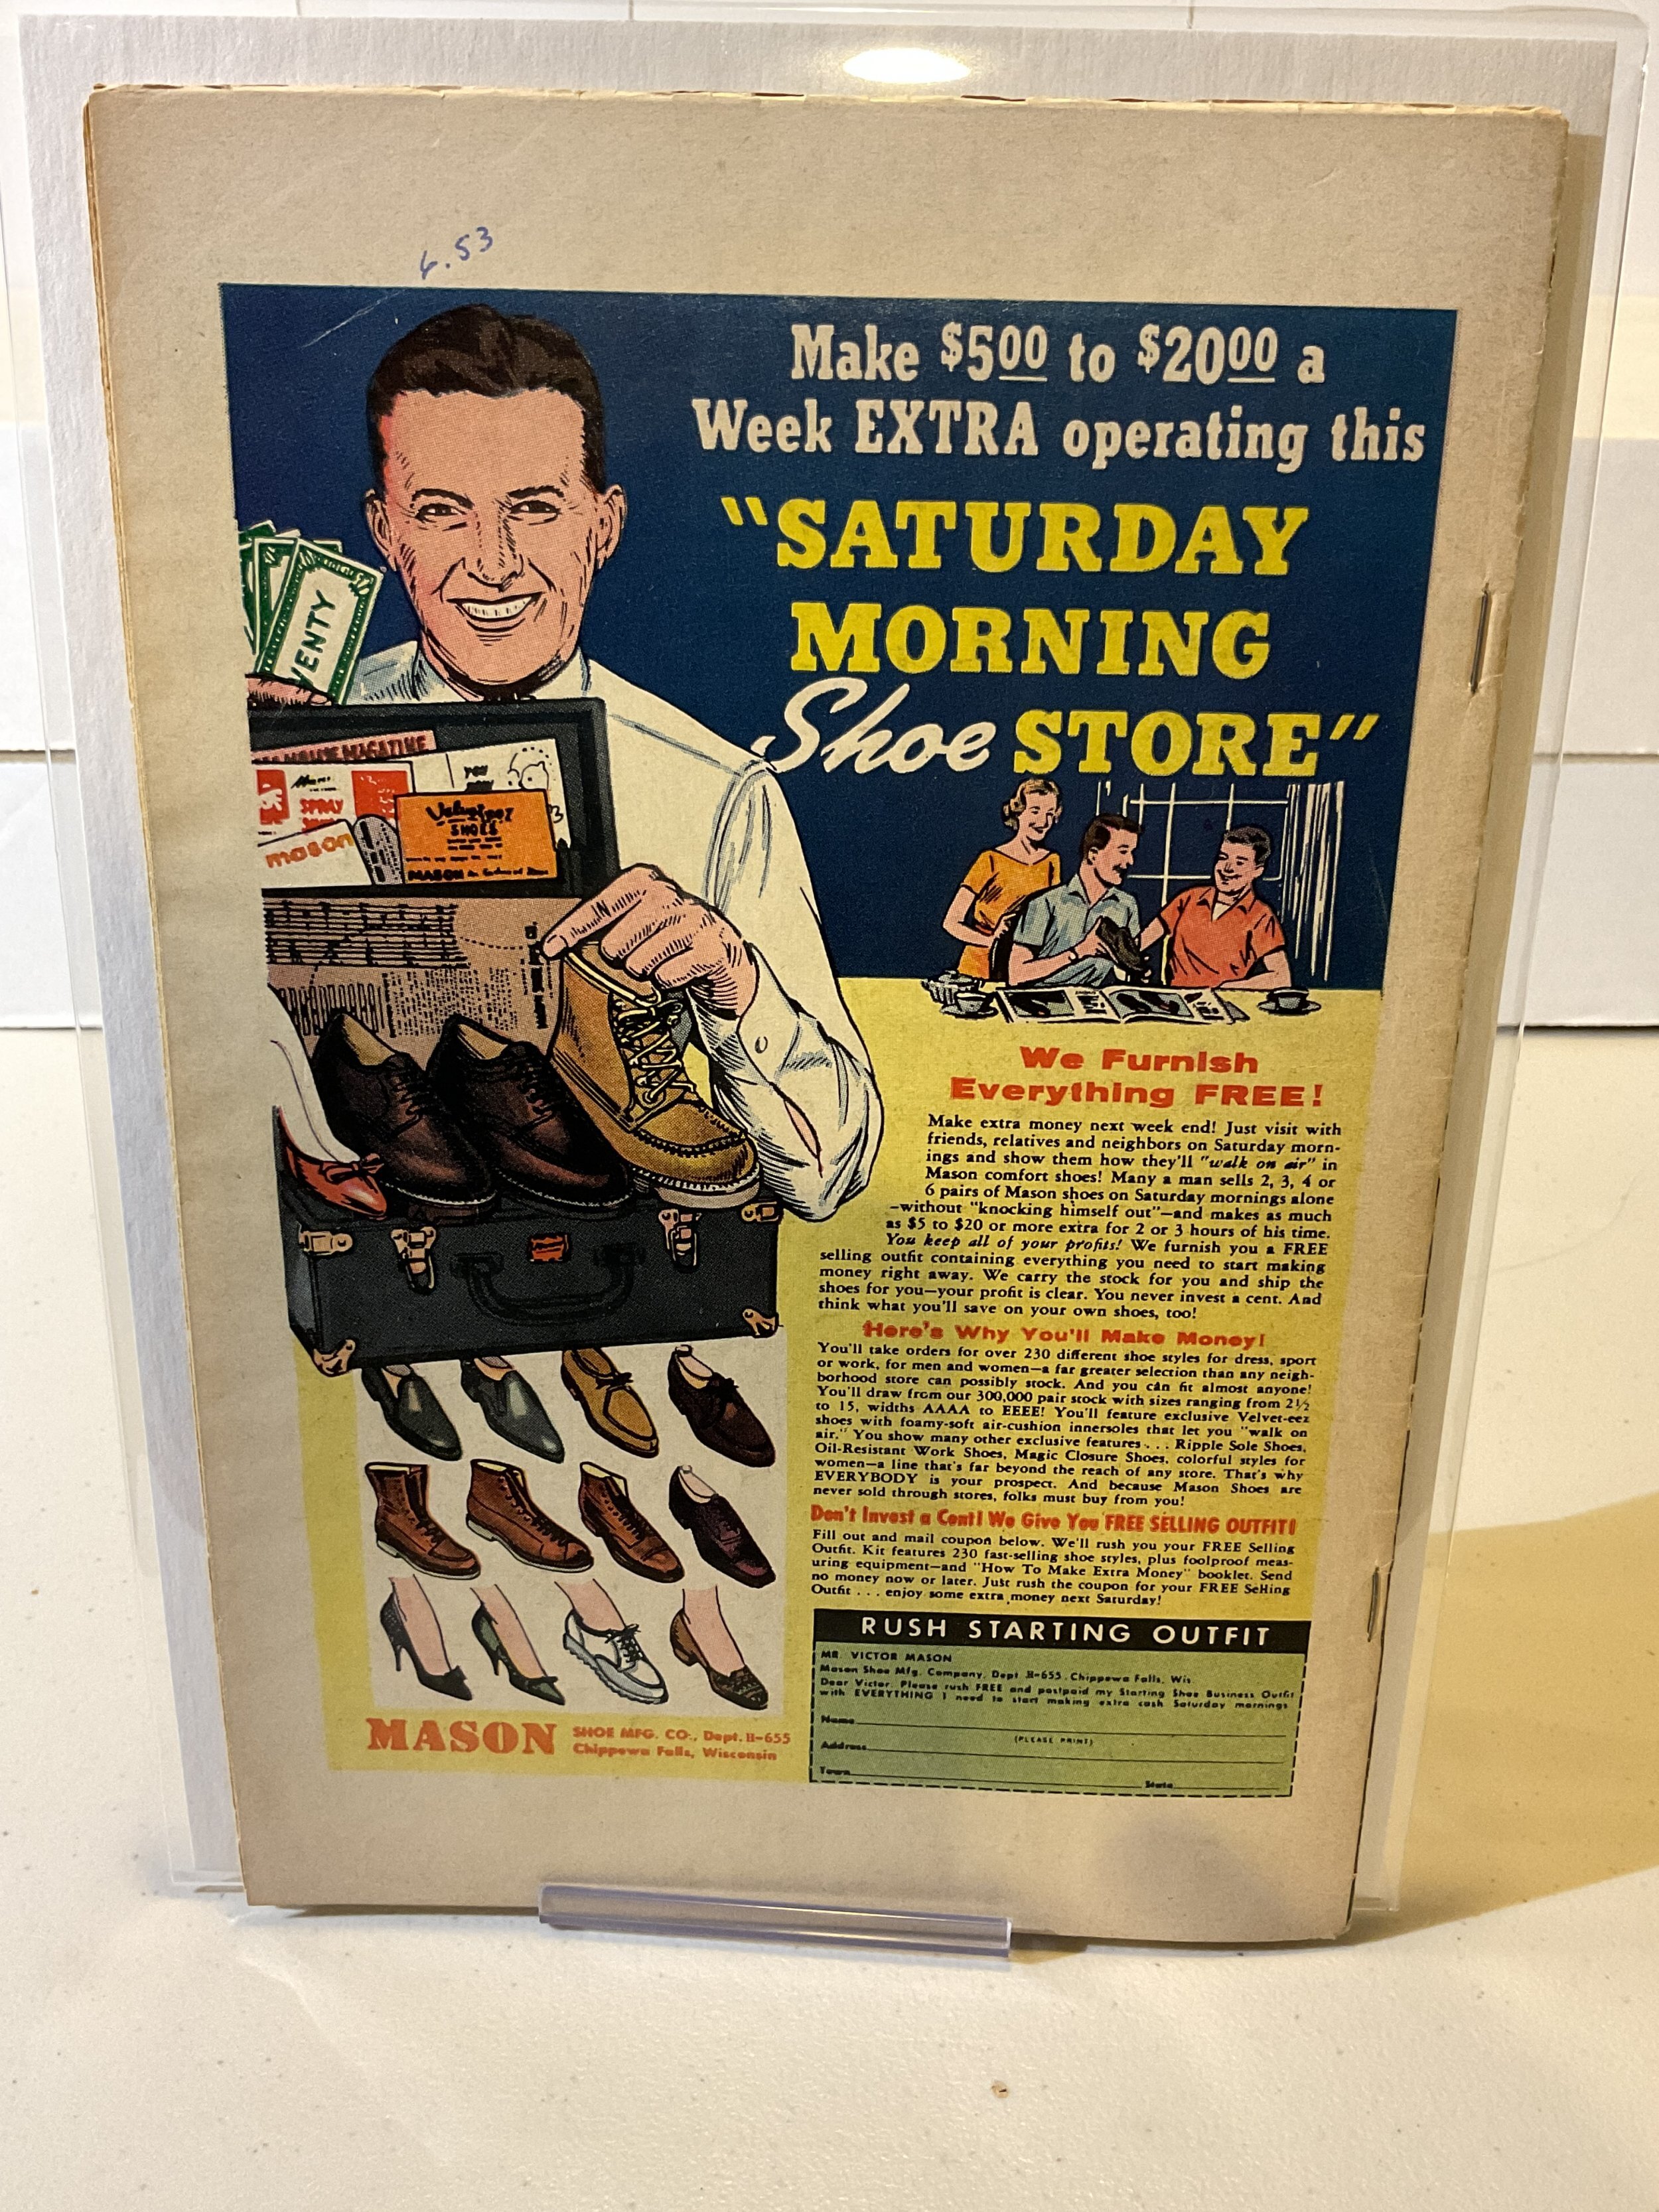 6.53
Make $5.00 to $20.00 a
Week EXTRA operating this
"SATURDAY
MORNING
Shoe STORE"
VENTY
MAGAZINE
YOU
SPRAY
mason
SHOES
MASON
We Furnish
Everything FREE!
Make extra money next week end! Just visit with
friends, relatives and neighbors on Saturday morn-
ings and show them how they'll "walk on air" in
Mason comfort shoes! Many a man sells 2, 3, 4 or
6 pairs of Mason shoes on Saturday mornings alone
—without "knocking himself out"—and makes as much
as $5 to $20 or more extra for 2 or 3 hours of his time.
You keep all of your profits! We furnish you a FREE
selling outfit containing everything you need to start making
money right away. We carry the stock for you and ship the
shoes for you—your profit is clear. You never invest a cent. And
think what you'll save on your own shoes, too!
Here's Why You'll Make Money!
You'll take orders for over 230 different shoe styles for dress, sport
or work, for men and women—a far greater selection than any neigh-
borhood store can possibly stock. And you can fit almost anyone!
You'll draw from our 300,000 pair stock with sizes ranging from 2½
to 15, widths AAAA to EEEE! You'll feature exclusive Velvet-eez
shoes with foamy-soft air-cushion innersoles that let you "walk on
air." You show many other exclusive features . . . Ripple Sole Shoes,
Oil-Resistant Work Shoes, Magic Closure Shoes, colorful styles for
women—a line that's far beyond the reach of any store. That's why
EVERYBODY is your prospect. And because Mason Shoes are
never sold through stores, folks must buy from you!
Don't Invest a Cent! We Give You FREE SELLING OUTFIT!
Fill out and mail coupon below. We'll rush you your FREE Selling
Outfit. Kit features 230 fast-selling shoe styles, plus foolproof meas-
uring equipment—and "How To Make Extra Money" booklet. Send
no money now or later. Just rush the coupon for your FREE Selling
Outfit . . . enjoy some extra money next Saturday!
RUSH STARTING OUTFIT
MR. VICTOR MASON
Mason Shoe Mfg. Company, Dept. H-655 Chippewa Falls, Wis.
Dear Victor: Please rush FREE and postpaid my Starting Shoe Business Outfit
with EVERYTHING I need to start making extra cash Saturday mornings
Name
(PLEASE PRINT)
Address
Town State
MASON SHOE MFG. CO., Dept. H-655
Chippewa Falls, Wisconsin